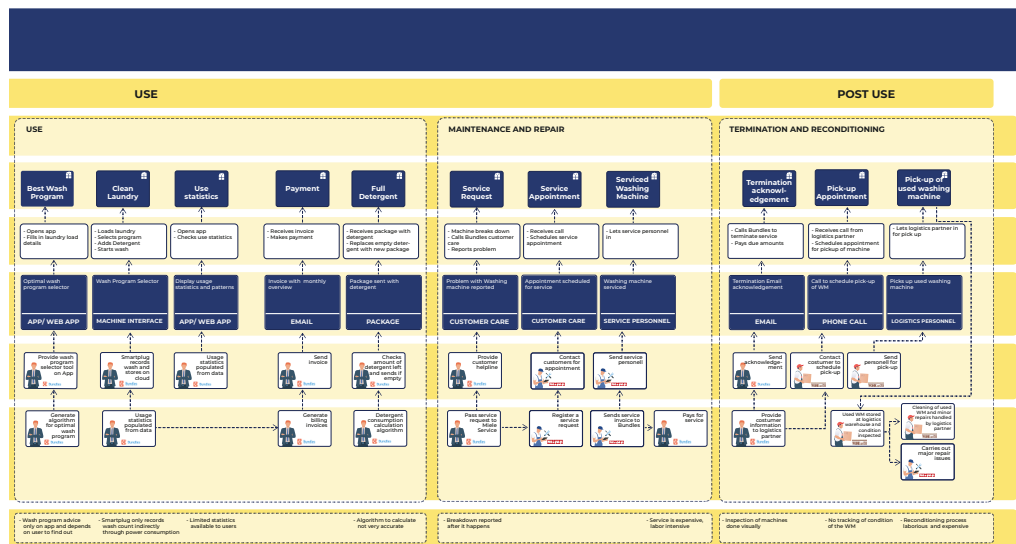 USE
POST USE
USE
MAINTENANCE AND REPAIR
TERMINATION AND RECONDITIONING
Best Wash
Program
Clean
Laundry
Use
statistics
Payment
Full
Detergent
Service
Request
Service
Appointment
Serviced
Washing
Machine
Termination
acknowl-
edgement
Pick-up
Appointment
Pick-up of
used washing
machine
- Opens app
- Fills in laundry load
details
- Loads laundry
- Selects program
- Adds Detergent
- Starts wash
- Opens app
- Checks use statistics
- Receives invoice
- Makes payment
- Receives package with
detergent
- Replaces empty deter-
gent with new package
- Machine breaks down
- Calls Bundles customer
care
- Reports problem
- Receives call
- Schedules service
appointment
- Lets service personnel
in
- Calls Bundles to
terminate service
- Pays due amounts
- Receives call from
logistics partner
- Schedules appointment
for pickup of machine
- Lets logistics partner in
for pick up
Optimal wash
program selector
APP/ WEB APP
Wash Program Selector
MACHINE INTERFACE
Display usage
statistics and patterns
APP/ WEB APP
Invoice with monthly
overview
EMAIL
Package sent with
detergent
PACKAGE
Problem with Washing
machine reported
CUSTOMER CARE
Appointment scheduled
for service
CUSTOMER CARE
Washing machine
serviced
SERVICE PERSONNEL
Termination Email
acknowledgement
EMAIL
Call to schedule pick-up
of WM
PHONE CALL
Picks up used washing
machine
LOGISTICS PERSONNEL
Provide wash
program
selector tool
on App
Bundles
Smartplug
records
wash and
stores on
cloud
Bundles
Usage
statistics
populated
from data
Bundles
Send
invoice
Bundles
Checks
amount of
detergent left
and sends if
empty
Bundles
Provide
customer
helpline
Bundles
Contact
customers for
appointment
Send service
personell
Send
acknowledge-
ment
Bundles
Contact
costumer to
schedule
pick-up
Send
personell for
pick-up
Generate
algorithm
for optimal
wash
program
Bundles
Usage
statistics
populated
from data
Bundles
Generate
billing
invoices
Bundles
Detergent
consumption
calculation
algorithm
Bundles
Pass service
request to
Miele
Service
Bundles
Register a
service
request
Sends service
invoice to
Bundles
Pays for
service
Bundles
Provide
costumer
information
to logistics
partner
Bundles
Used WM stored
at logistics
warehouse and
condition
inspected
Cleaning of used
WM and minor
repairs handled
by logistics
partner
Carries out
major repair
issues
- Wash program advice
only on app and depends
on user to find out
- Smartplug only records
wash count indirectly
through power consumption
- Limited statistics
available to users
- Algorithm to calculate
not very accurate
- Breakdown reported
after it happens
- Service is expensive,
labor intensive
- Inspection of machines
done visually
- No tracking of condition
of the WM
- Reconditioning process
laborious and expensive